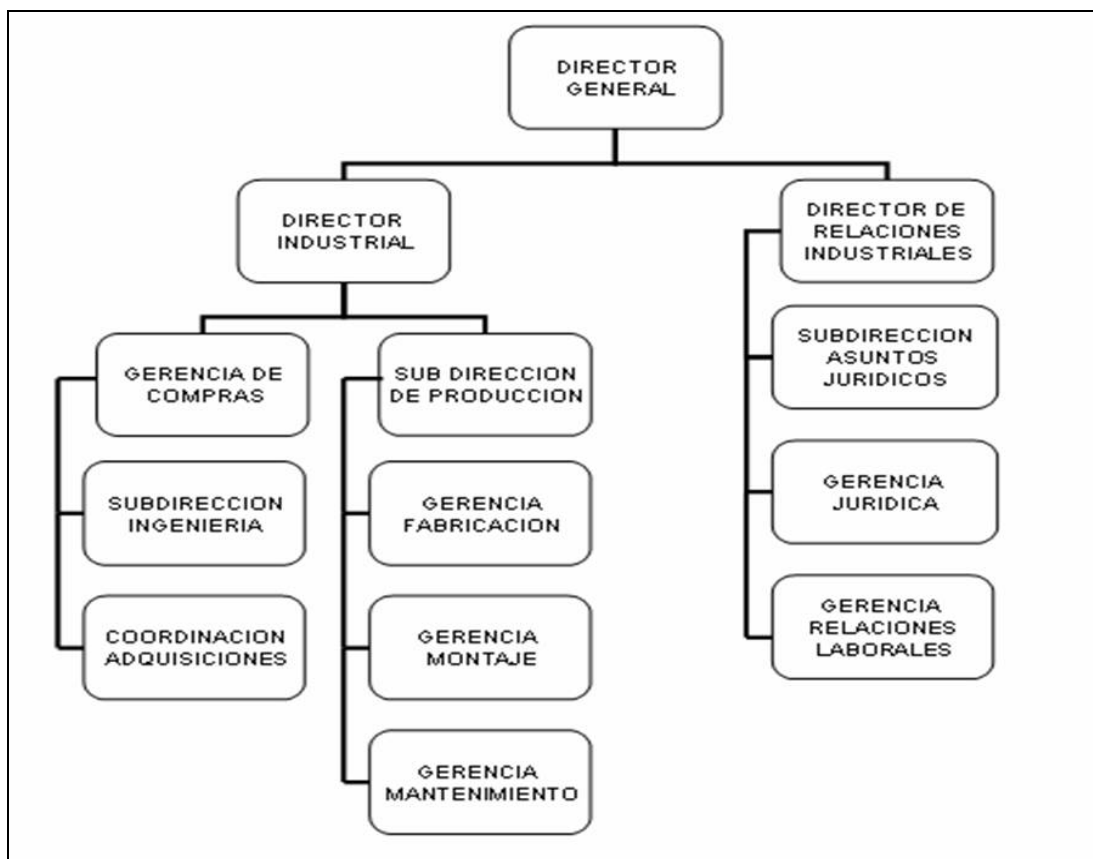 DIRECTOR
GENERAL
DIRECTOR
INDUSTRIAL
DIRECTOR DE
RELACIONES
INDUSTRIALES
GERENCIA DE
COMPRAS
SUB DIRECCION
DE PRODUCCION
SUBDIRECCION
ASUNTOS
JURIDICOS
SUBDIRECCION
INGENIERIA
GERENCIA
FABRICACION
GERENCIA
JURIDICA
COORDINACION
ADQUISICIONES
GERENCIA
MONTAJE
GERENCIA
RELACIONES
LABORALES
GERENCIA
MANTENIMIENTO